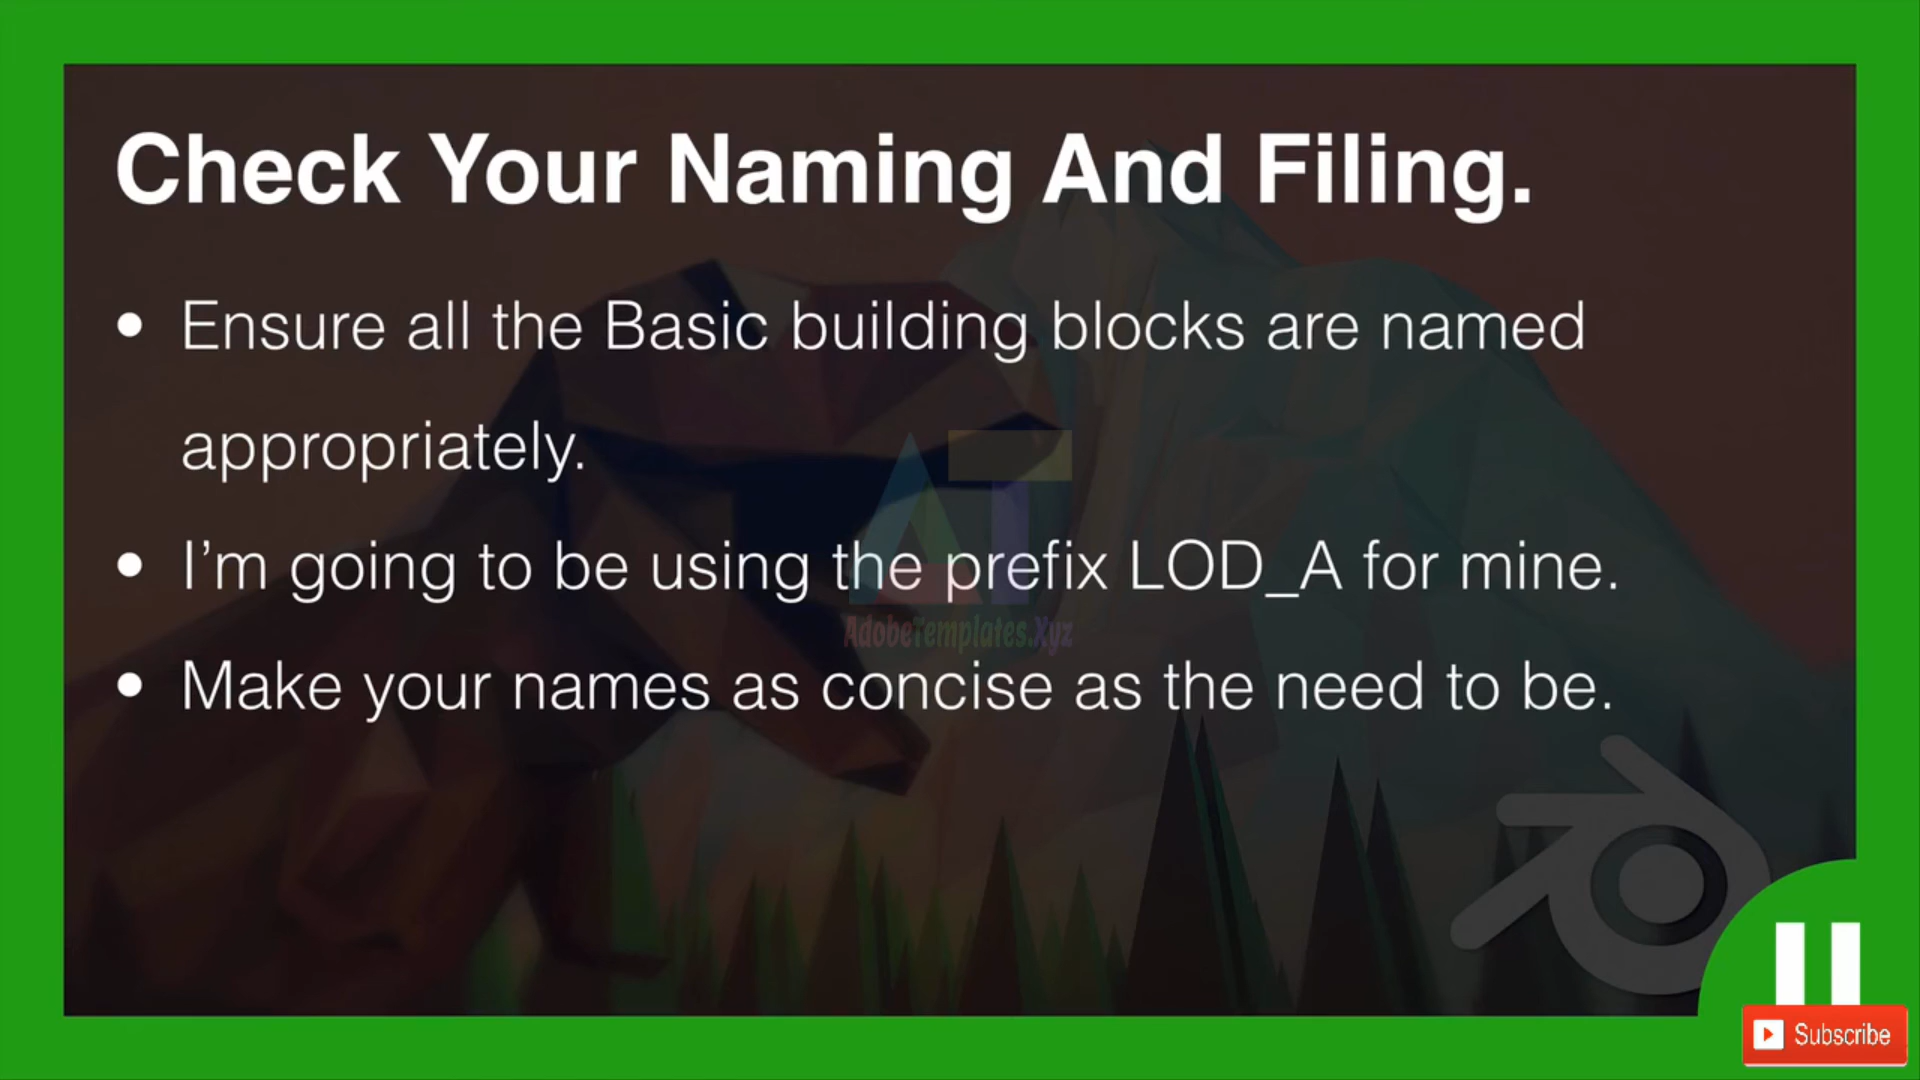 Check Your Naming And Filing.
• Ensure all the Basic building blocks are named
appropriately.
• I’m going to be using the prefix LOD_A for mine.
• Make your names as concise as the need to be.
AT
AdobeTemplates.Xyz
Subscribe